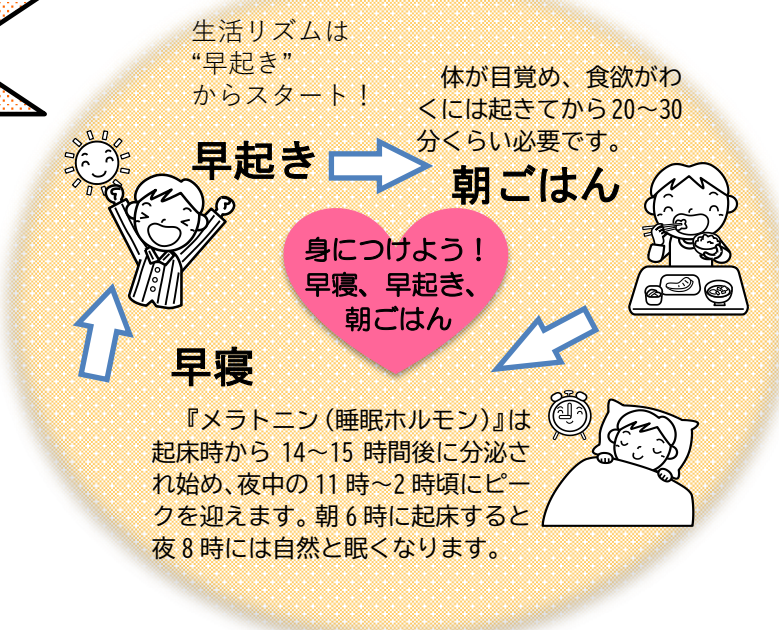 生活リズムは
“早起き”
からスタート！
体が目覚め、食欲がわ
くには起きてから20～30
分くらい必要です。
早起き
朝ごはん
身につけよう！
早寝、早起き、
朝ごはん
早寝
『メラトニン(睡眠ホルモン)』は
起床時から 14～15 時間後に分泌さ
れ始め、夜中の 11 時～2 時頃にピー
クを迎えます。朝 6 時に起床すると
夜 8 時には自然と眠くなります。